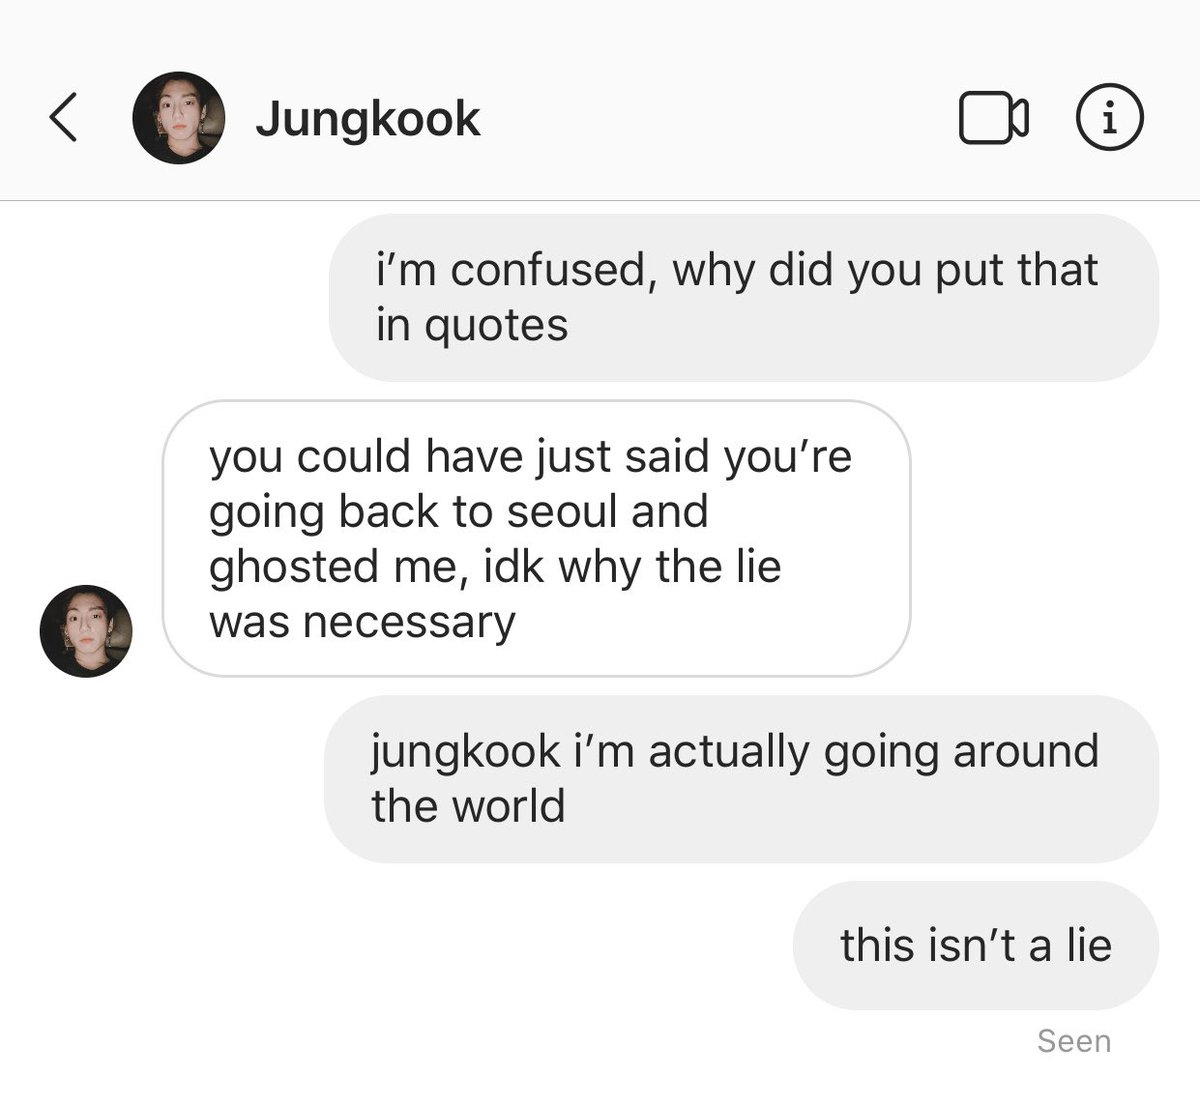 Jungkook
i’m confused, why did you put that
in quotes
you could have just said you’re
going back to seoul and
ghosted me, idk why the lie
was necessary
jungkook i’m actually going around
the world
this isn’t a lie
Seen